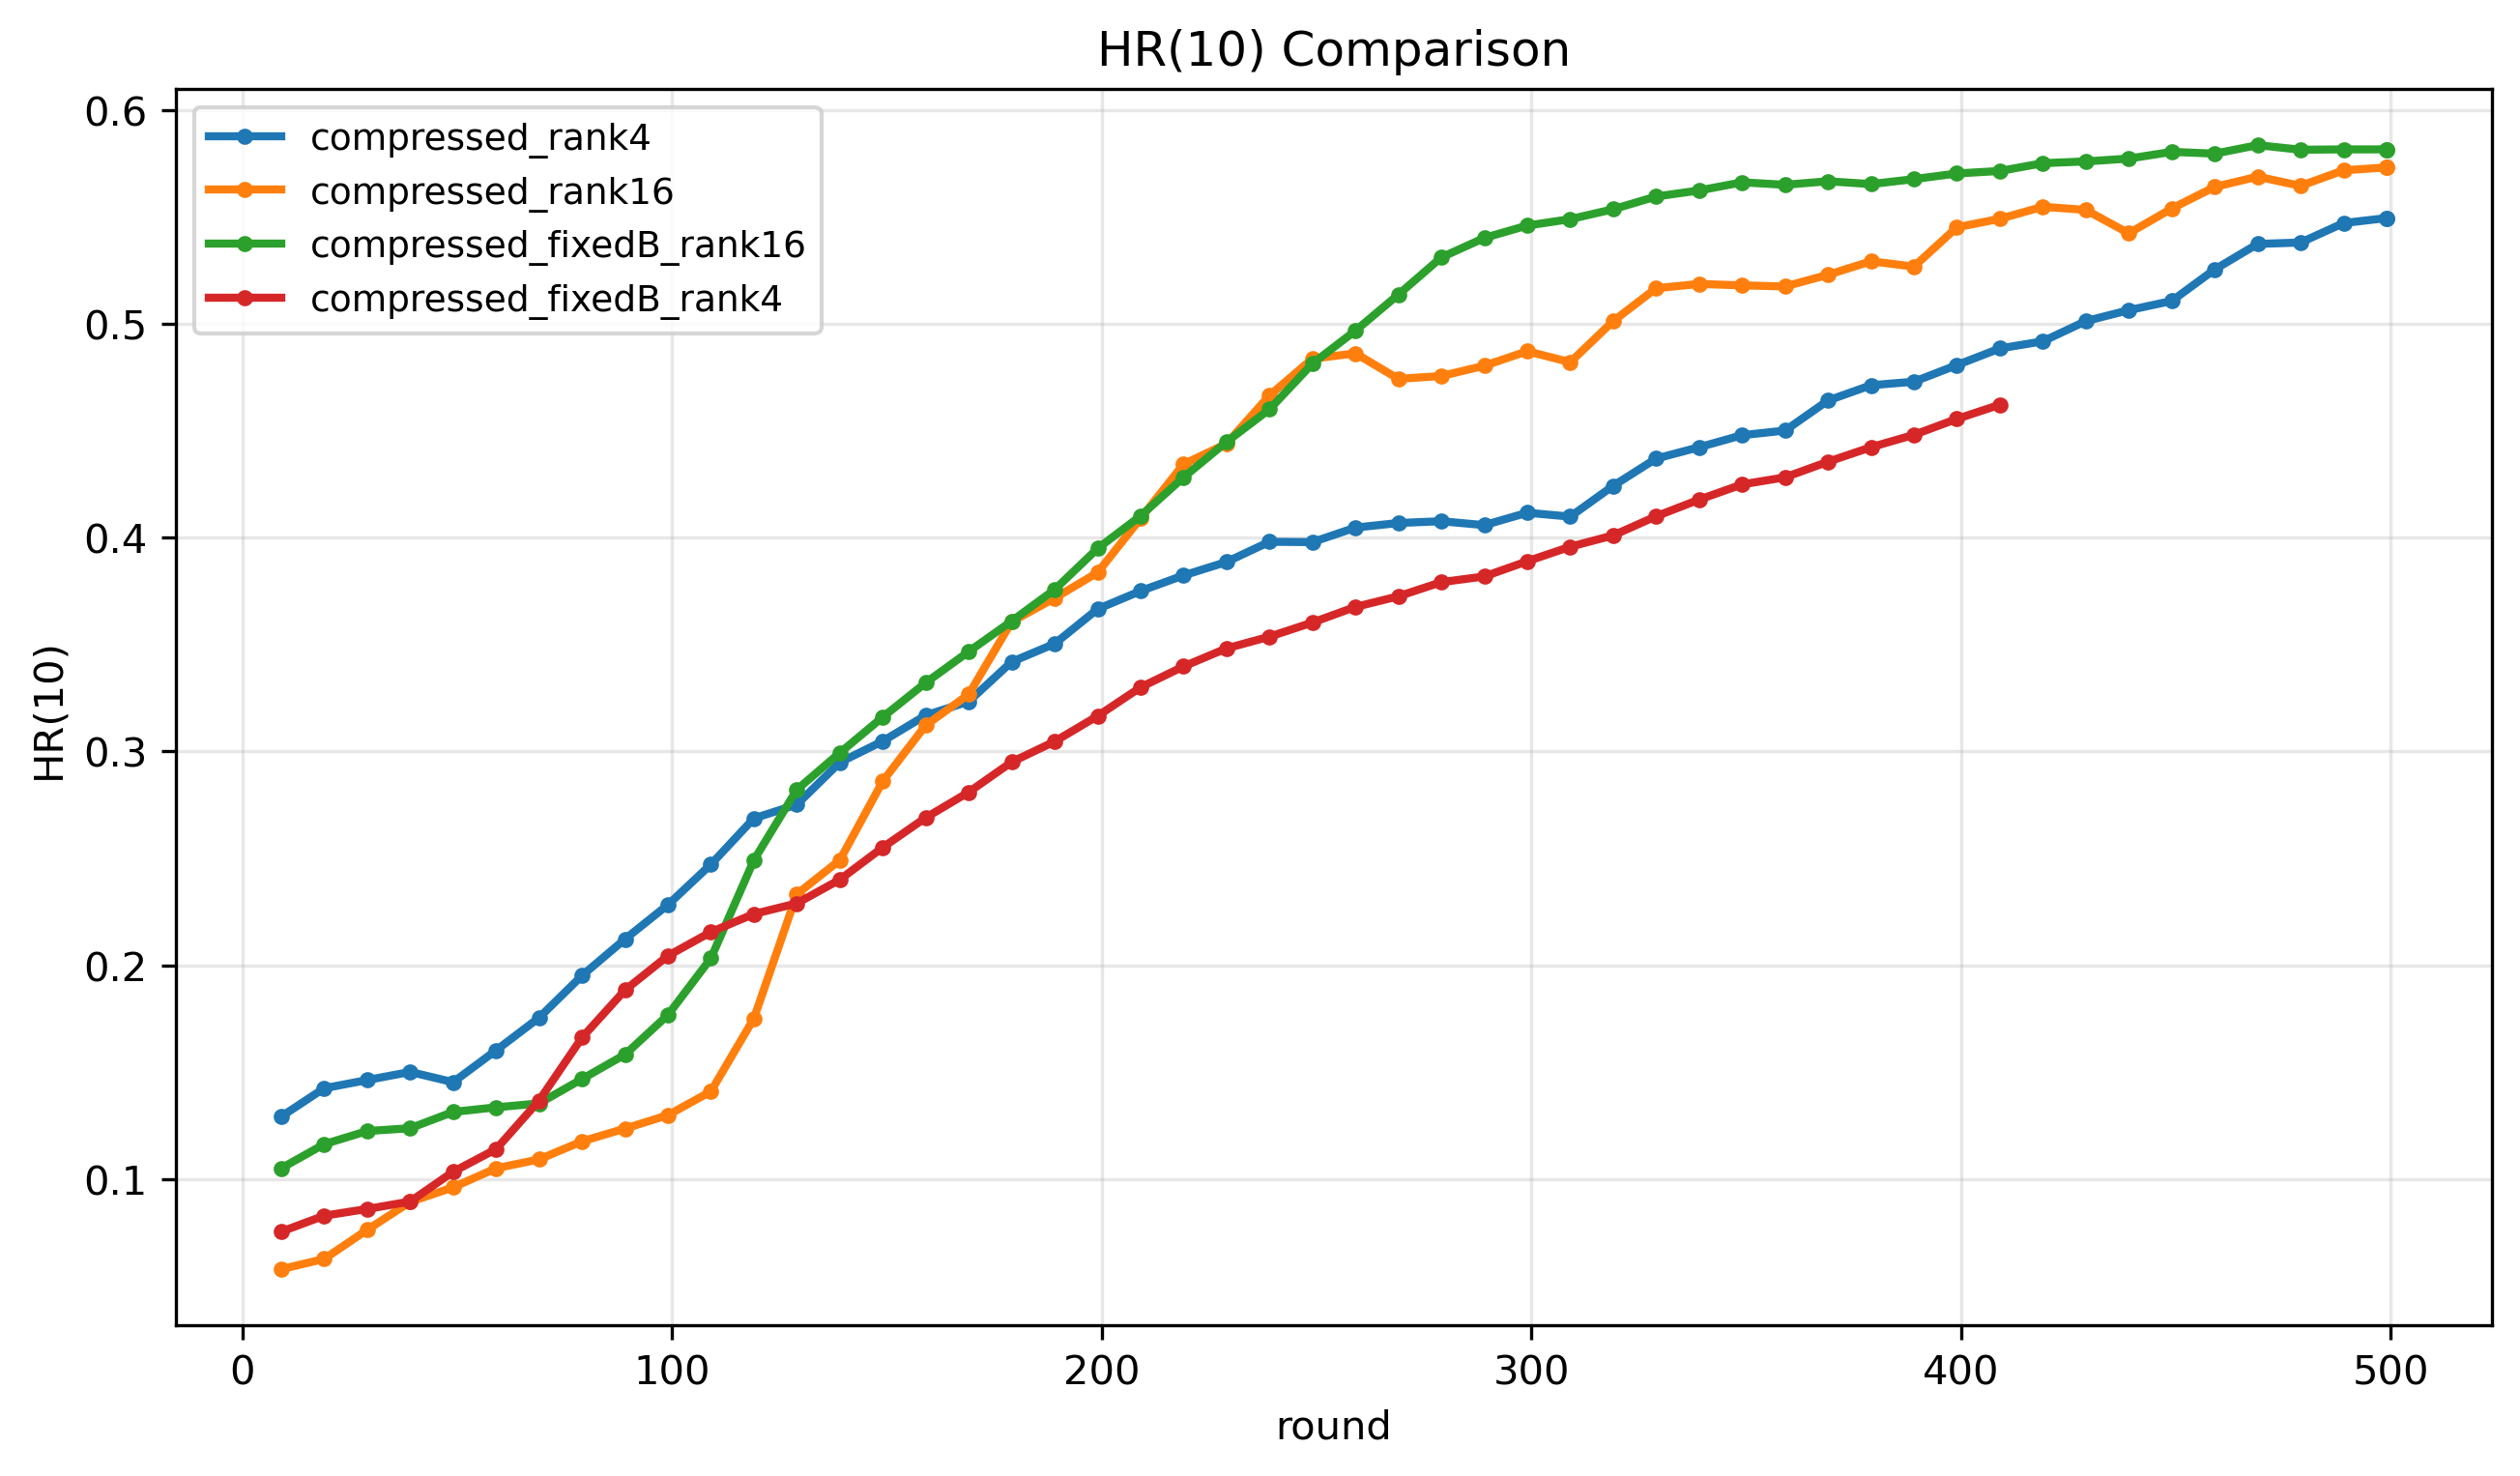 HR(10) Comparison
0.6
0.5
0.4
0.3
0.2
0.1
HR(10)
compressed_rank4
compressed_rank16
compressed_fixedB_rank16
compressed_fixedB_rank4
0 100 200 300 400 500
round